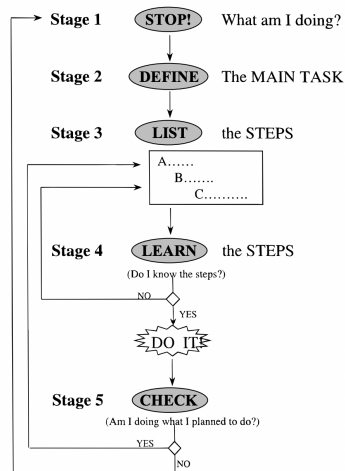 Stage 1 STOP! What am I doing?
Stage 2 DEFINE The MAIN TASK
Stage 3 LIST the STEPS
A......
B.......
C..........
Stage 4 LEARN the STEPS
(Do I know the steps?)
NO
YES
DO IT!
Stage 5 CHECK
(Am I doing what I planned to do?)
YES
NO